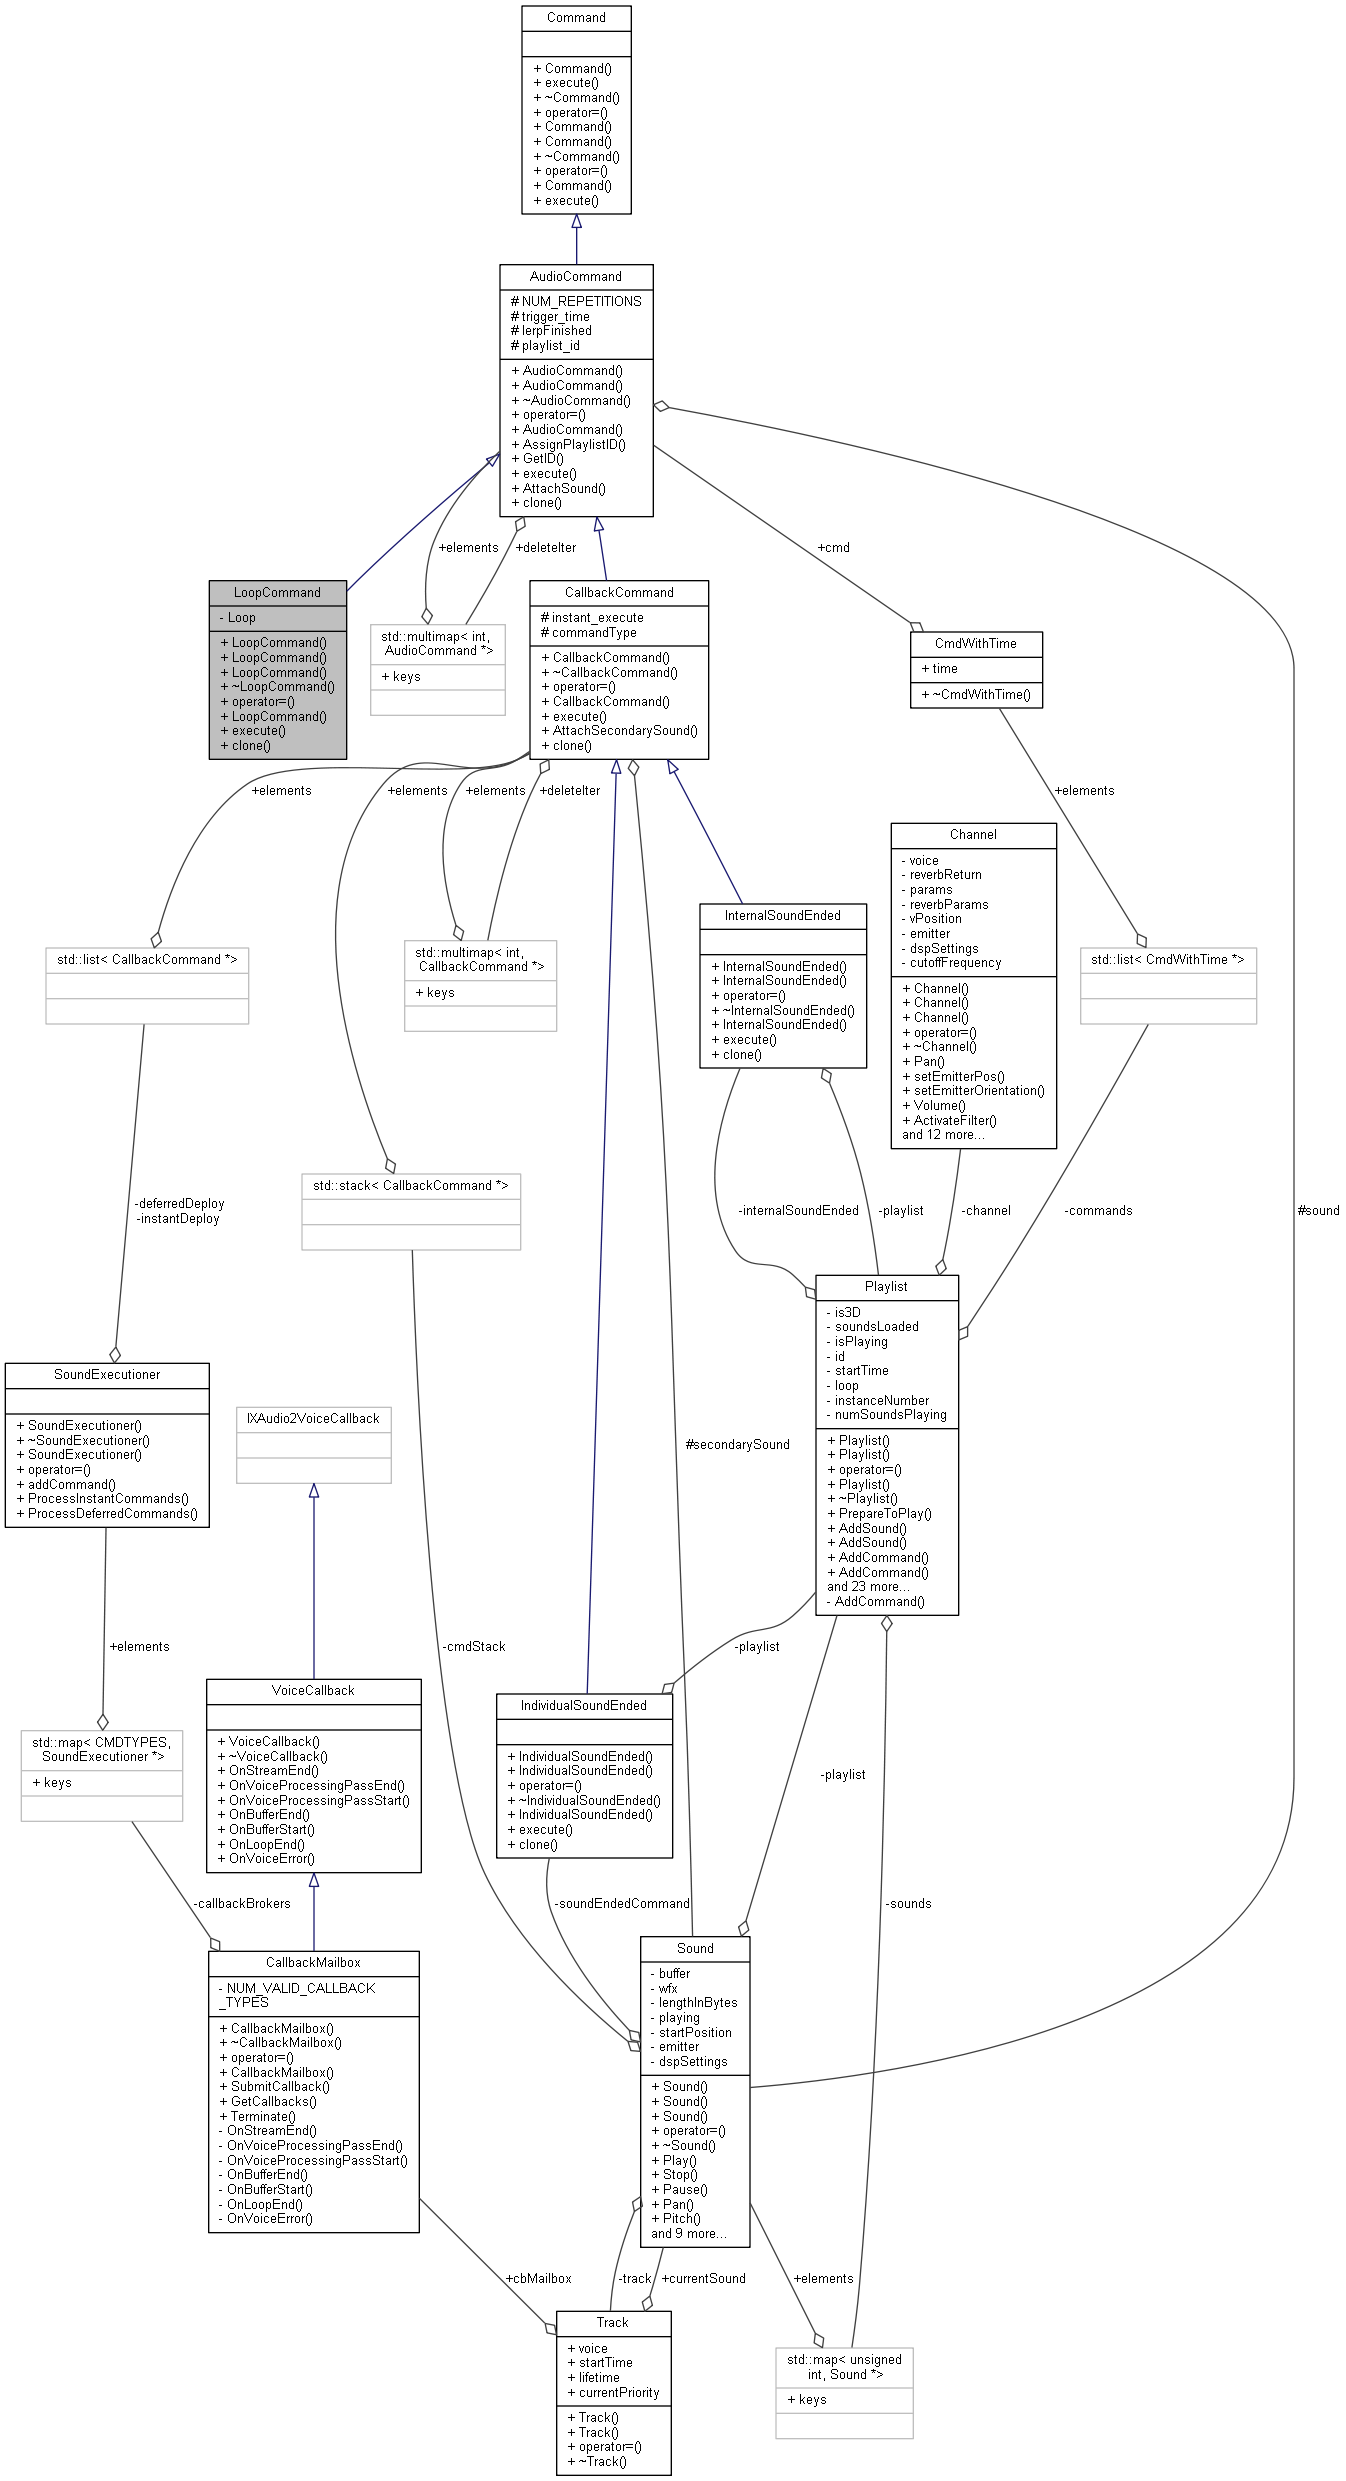 Command
+ Command()
+ execute()
+ ~Command()
+ operator=()
+ Command()
+ Command()
+ ~Command()
+ operator=()
+ Command()
+ execute()
AudioCommand
# NUM_REPETITIONS
# trigger_time
# lerpFinished
# playlist_id
+ AudioCommand()
+ AudioCommand()
+ ~AudioCommand()
+ operator=()
+ AudioCommand()
+ AssignPlaylistID()
+ GetID()
+ execute()
+ AttachSound()
+ clone()
+elements
+deleteIter
+cmd
LoopCommand
- Loop
+ LoopCommand()
+ LoopCommand()
+ LoopCommand()
+ ~LoopCommand()
+ operator=()
+ LoopCommand()
+ execute()
+ clone()
std::multimap< int,
AudioCommand *>
+ keys
CallbackCommand
# instant_execute
# commandType
+ CallbackCommand()
+ ~CallbackCommand()
+ operator=()
+ CallbackCommand()
+ execute()
+ AttachSecondarySound()
+ clone()
CmdWithTime
+ time
+ ~CmdWithTime()
+elements
+elements
+elements
+deleteIter
+elements
Channel
- voice
- reverbReturn
- params
- reverbParams
- vPosition
- emitter
- dspSettings
- cutoffFrequency
+ Channel()
+ Channel()
+ Channel()
+ operator=()
+ ~Channel()
+ Pan()
+ setEmitterPos()
+ setEmitterOrientation()
+ Volume()
+ ActivateFilter()
and 12 more...
InternalSoundEnded
+ InternalSoundEnded()
+ InternalSoundEnded()
+ operator=()
+ ~InternalSoundEnded()
+ InternalSoundEnded()
+ execute()
+ clone()
std::list< CallbackCommand *>
std::multimap< int,
CallbackCommand *>
+ keys
std::list< CmdWithTime *>
std::stack< CallbackCommand *>
-deferredDeploy
-instantDeploy
-internalSoundEnded
-playlist
-channel
-commands
#sound
Playlist
- is3D
- soundsLoaded
- isPlaying
- id
- startTime
- loop
- instanceNumber
- numSoundsPlaying
+ Playlist()
+ Playlist()
+ operator=()
+ Playlist()
+ ~Playlist()
+ PrepareToPlay()
+ AddSound()
+ AddSound()
+ AddCommand()
+ AddCommand()
and 23 more...
- AddCommand()
SoundExecutioner
+ SoundExecutioner()
+ ~SoundExecutioner()
+ SoundExecutioner()
+ operator=()
+ addCommand()
+ ProcessInstantCommands()
+ ProcessDeferredCommands()
IXAudio2VoiceCallback
#secondarySound
+elements
-cmdStack
-playlist
VoiceCallback
+ VoiceCallback()
+ ~VoiceCallback()
+ OnStreamEnd()
+ OnVoiceProcessingPassEnd()
+ OnVoiceProcessingPassStart()
+ OnBufferEnd()
+ OnBufferStart()
+ OnLoopEnd()
+ OnVoiceError()
std::map< CMDTYPES,
SoundExecutioner *>
+ keys
IndividualSoundEnded
+ IndividualSoundEnded()
+ IndividualSoundEnded()
+ operator=()
+ ~IndividualSoundEnded()
+ IndividualSoundEnded()
+ execute()
+ clone()
-playlist
-callbackBrokers
-soundEndedCommand
-sounds
CallbackMailbox
- NUM_VALID_CALLBACK
_TYPES
+ CallbackMailbox()
+ ~CallbackMailbox()
+ operator=()
+ CallbackMailbox()
+ SubmitCallback()
+ GetCallbacks()
+ Terminate()
- OnStreamEnd()
- OnVoiceProcessingPassEnd()
- OnVoiceProcessingPassStart()
- OnBufferEnd()
- OnBufferStart()
- OnLoopEnd()
- OnVoiceError()
Sound
- buffer
- wfx
- lengthInBytes
- playing
- startPosition
- emitter
- dspSettings
+ Sound()
+ Sound()
+ Sound()
+ operator=()
+ ~Sound()
+ Play()
+ Stop()
+ Pause()
+ Pan()
+ Pitch()
and 9 more...
+cbMailbox
-track
+currentSound
+elements
Track
+ voice
+ startTime
+ lifetime
+ currentPriority
+ Track()
+ Track()
+ operator=()
+ ~Track()
std::map< unsigned
int, Sound *>
+ keys